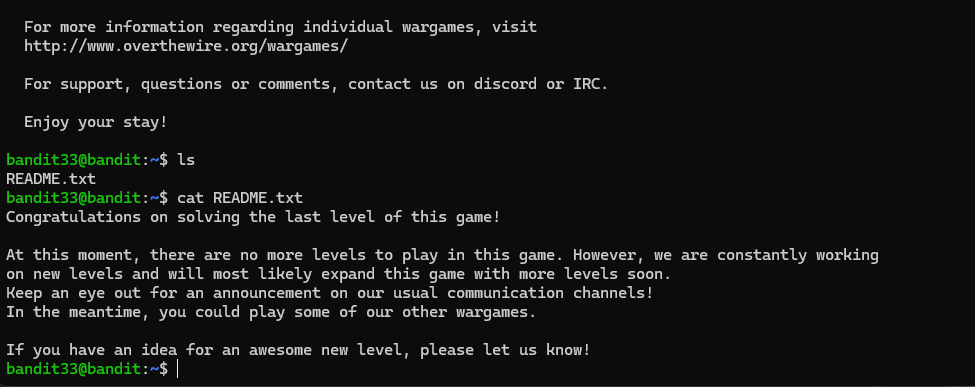 For more information regarding individual wargames, visit
http://www.overthewire.org/wargames/
For support, questions or comments, contact us on discord or IRC.
Enjoy your stay!
bandit33@bandit:~$ ls
README.txt
bandit33@bandit:~$ cat README.txt
Congratulations on solving the last level of this game!
At this moment, there are no more levels to play in this game. However, we are constantly working
on new levels and will most likely expand this game with more levels soon.
Keep an eye out for an announcement on our usual communication channels!
In the meantime, you could play some of our other wargames.
If you have an idea for an awesome new level, please let us know!
bandit33@bandit:~$